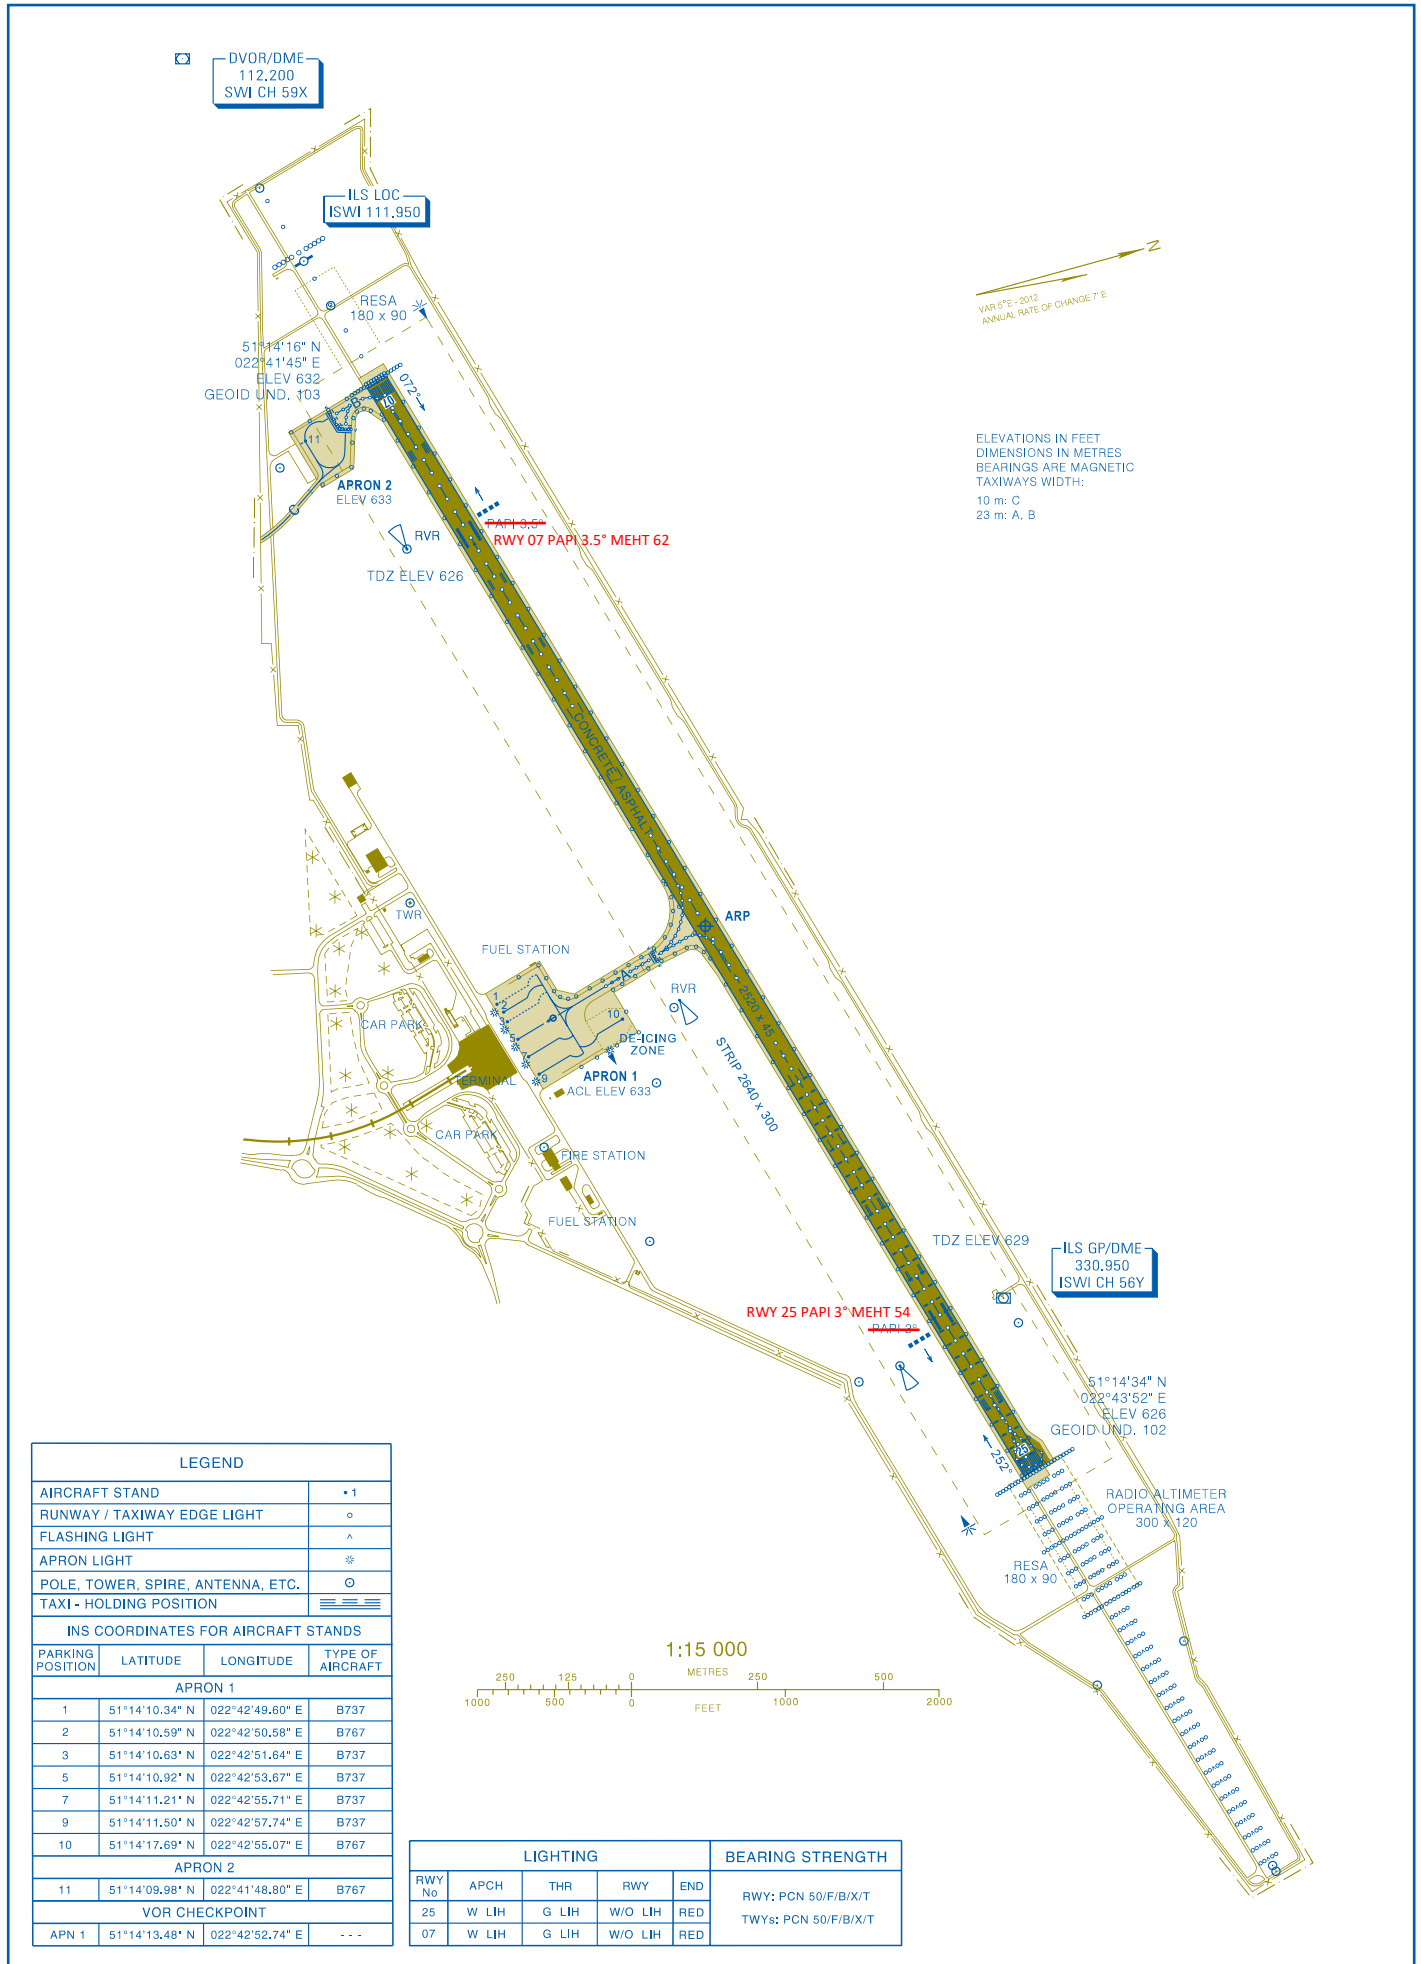 DVOR/DME
112.200
SWI CH 59X
ILS LOC
ISWI 111.950
N
VAR 5°E - 2012
ANNUAL RATE OF CHANGE 7' E
RESA
180 x 90
51°14'16" N
022°41'45" E
ELEV 632
GEOID UND. 103
072°
B
07
11
APRON 2
ELEV 633
C
ELEVATIONS IN FEET
DIMENSIONS IN METRES
BEARINGS ARE MAGNETIC
TAXIWAYS WIDTH:
10 m: C
23 m: A, B
PAPI 3.5°
RWY 07 PAPI 3.5° MEHT 62
RVR
TDZ ELEV 626
CONCRETE / ASPHALT
TWR
ARP
FUEL STATION
A
RVR
1
2
3
5
7
9
10
2520 x 45
DE-ICING
ZONE
STRIP 2640 x 300
CAR PARK
TERMINAL
APRON 1
ACL ELEV 633
CAR PARK
FIRE STATION
FUEL STATION
TDZ ELEV 629
ILS GP/DME
330.950
ISWI CH 56Y
RWY 25 PAPI 3° MEHT 54
PAPI 3°
51°14'34" N
022°43'52" E
ELEV 626
GEOID UND. 102
25
252°
RADIO ALTIMETER
OPERATING AREA
300 x 120
RESA
180 x 90
LEGEND
AIRCRAFT STAND • 1
RUNWAY / TAXIWAY EDGE LIGHT
FLASHING LIGHT
APRON LIGHT
POLE, TOWER, SPIRE, ANTENNA, ETC.
TAXI - HOLDING POSITION
INS COORDINATES FOR AIRCRAFT STANDS
PARKING POSITION LATITUDE LONGITUDE TYPE OF AIRCRAFT
APRON 1
1 51°14'10.34" N 022°42'49.60" E B737
2 51°14'10.59" N 022°42'50.58" E B767
3 51°14'10.63" N 022°42'51.64" E B737
5 51°14'10.92" N 022°42'53.67" E B737
7 51°14'11.21" N 022°42'55.71" E B737
9 51°14'11.50" N 022°42'57.74" E B737
10 51°14'17.69" N 022°42'55.07" E B767
APRON 2
11 51°14'09.98" N 022°41'48.80" E B767
VOR CHECKPOINT
APN 1 51°14'13.48" N 022°42'52.74" E - - -
1:15 000
METRES
250 125 0 250 500
1000 500 0 1000 2000
FEET
LIGHTING
RWY No APCH THR RWY END
25 W LIH G LIH W/O LIH RED
07 W LIH G LIH W/O LIH RED
BEARING STRENGTH
RWY: PCN 50/F/B/X/T
TWYs: PCN 50/F/B/X/T